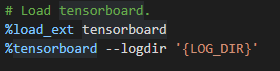 # Load tensorboard.
%load_ext tensorboard
%tensorboard --logdir '{LOG_DIR}'